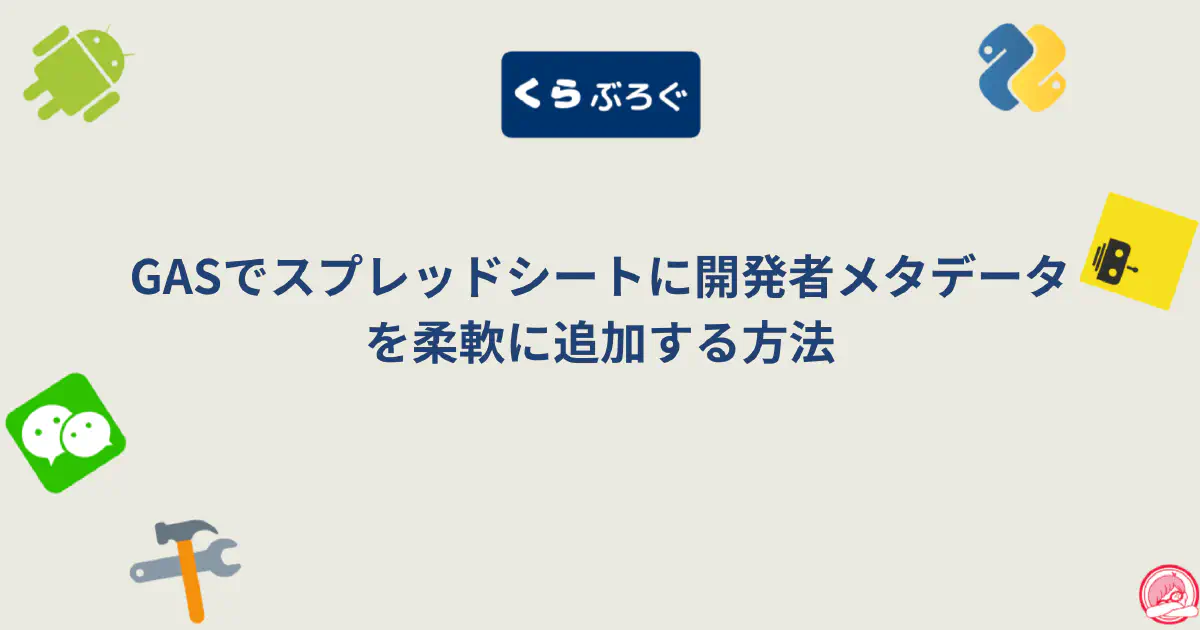 くらぶろぐ
GASでスプレッドシートに開発者メタデータ
を柔軟に追加する方法